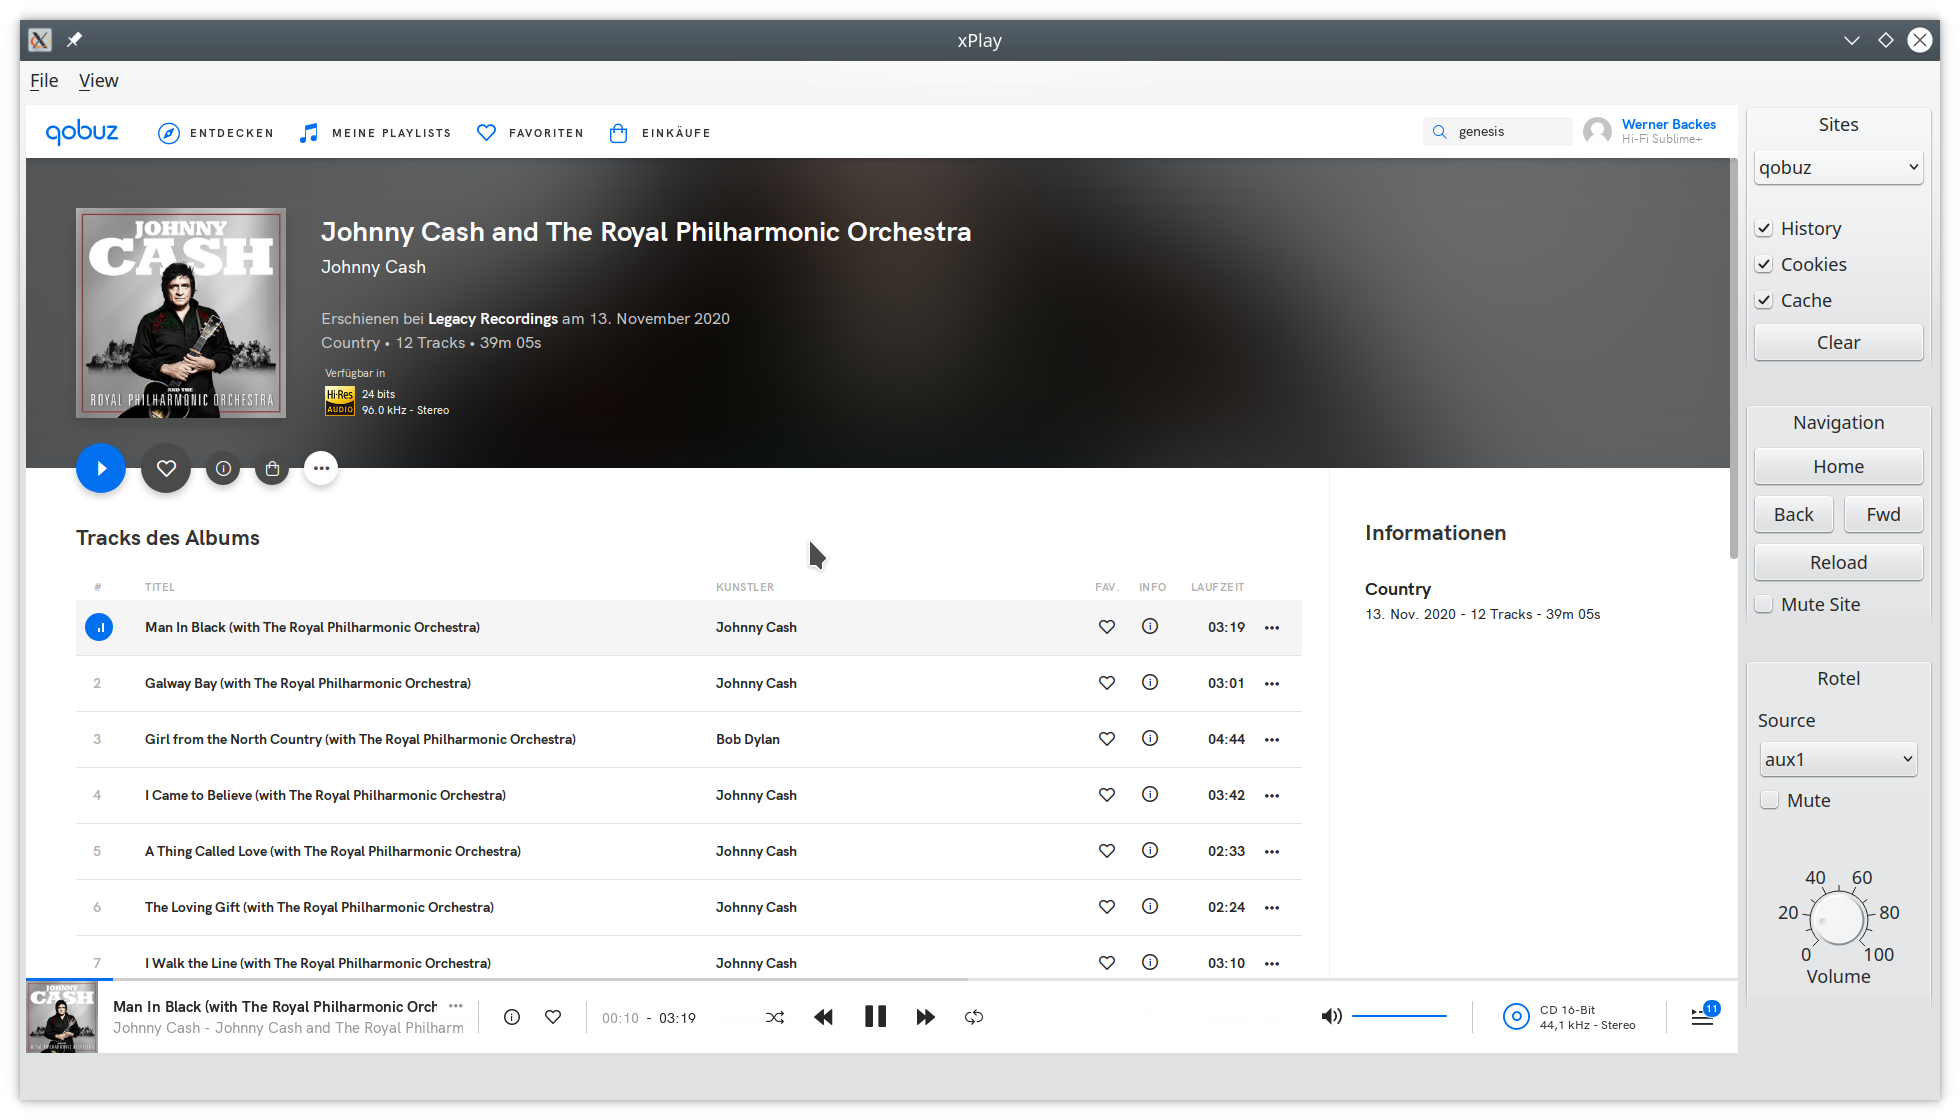 xPlay
File View
qobuz ENTDECKEN MEINE PLAYLISTS FAVORITEN EINKÄUFE genesis Werner Backes
Hi-Fi Sublime+
JOHNNY
CASH
AND THE
ROYAL PHILHARMONIC ORCHESTRA
Johnny Cash and The Royal Philharmonic Orchestra
Johnny Cash
Erschienen bei Legacy Recordings am 13. November 2020
Country • 12 Tracks • 39m 05s
Verfügbar in
Hi-Res AUDIO
24 bits
96.0 kHz - Stereo
Tracks des Albums
# TITEL KÜNSTLER FAV. INFO LAUFZEIT
Man In Black (with The Royal Philharmonic Orchestra) Johnny Cash 03:19
2 Galway Bay (with The Royal Philharmonic Orchestra) Johnny Cash 03:01
3 Girl from the North Country (with The Royal Philharmonic Orchestra) Bob Dylan 04:44
4 I Came to Believe (with The Royal Philharmonic Orchestra) Johnny Cash 03:42
5 A Thing Called Love (with The Royal Philharmonic Orchestra) Johnny Cash 02:33
6 The Loving Gift (with The Royal Philharmonic Orchestra) Johnny Cash 02:24
7 I Walk the Line (with The Royal Philharmonic Orchestra) Johnny Cash 03:10
Informationen
Country
13. Nov. 2020 - 12 Tracks - 39m 05s
JOHNNY
CASH
Man In Black (with The Royal Philharmonic Orch
Johnny Cash - Johnny Cash and The Royal Philharm
00:10 - 03:19
CD 16-Bit
44,1 kHz - Stereo
11
Sites
qobuz
History
Cookies
Cache
Clear
Navigation
Home
Back Fwd
Reload
Mute Site
Rotel
Source
aux1
Mute
40 60
20 80
0 100
Volume